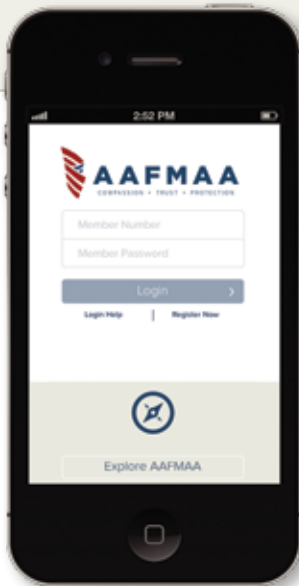 2:52 PM
AAFMAA
COMPASSION • TRUST • PROTECTION
Member Number
Member Password
Login
Login Help | Register Now
Explore AAFMAA